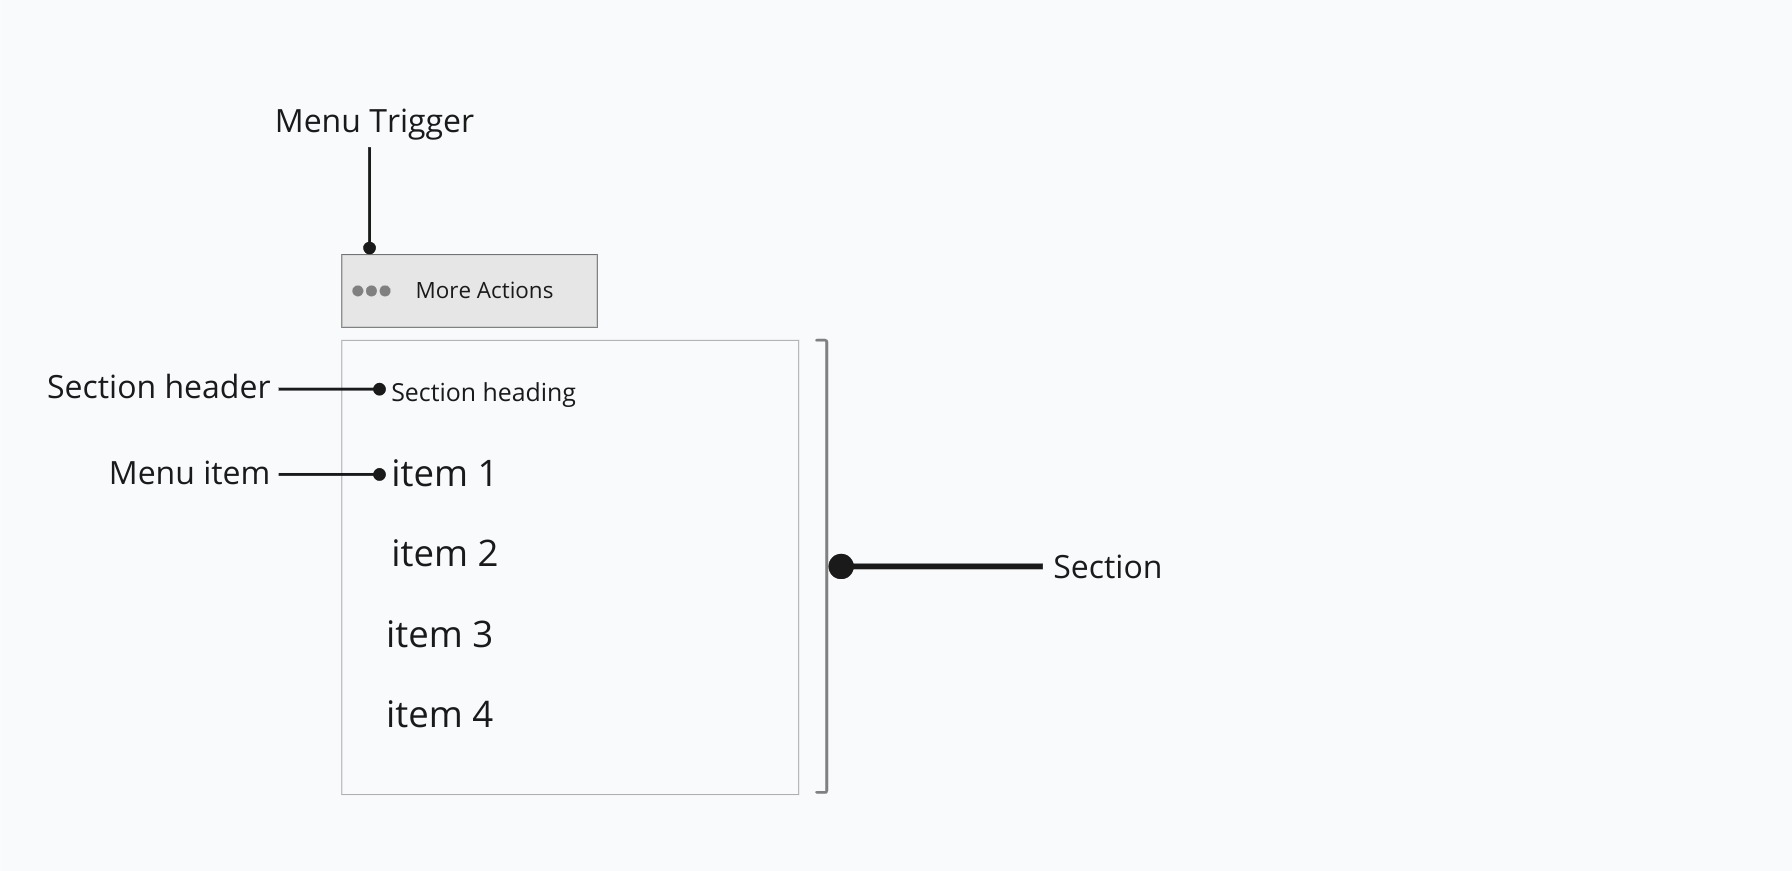 Menu Trigger
More Actions
Section header
Section heading
Menu item
item 1
item 2
Section
item 3
item 4